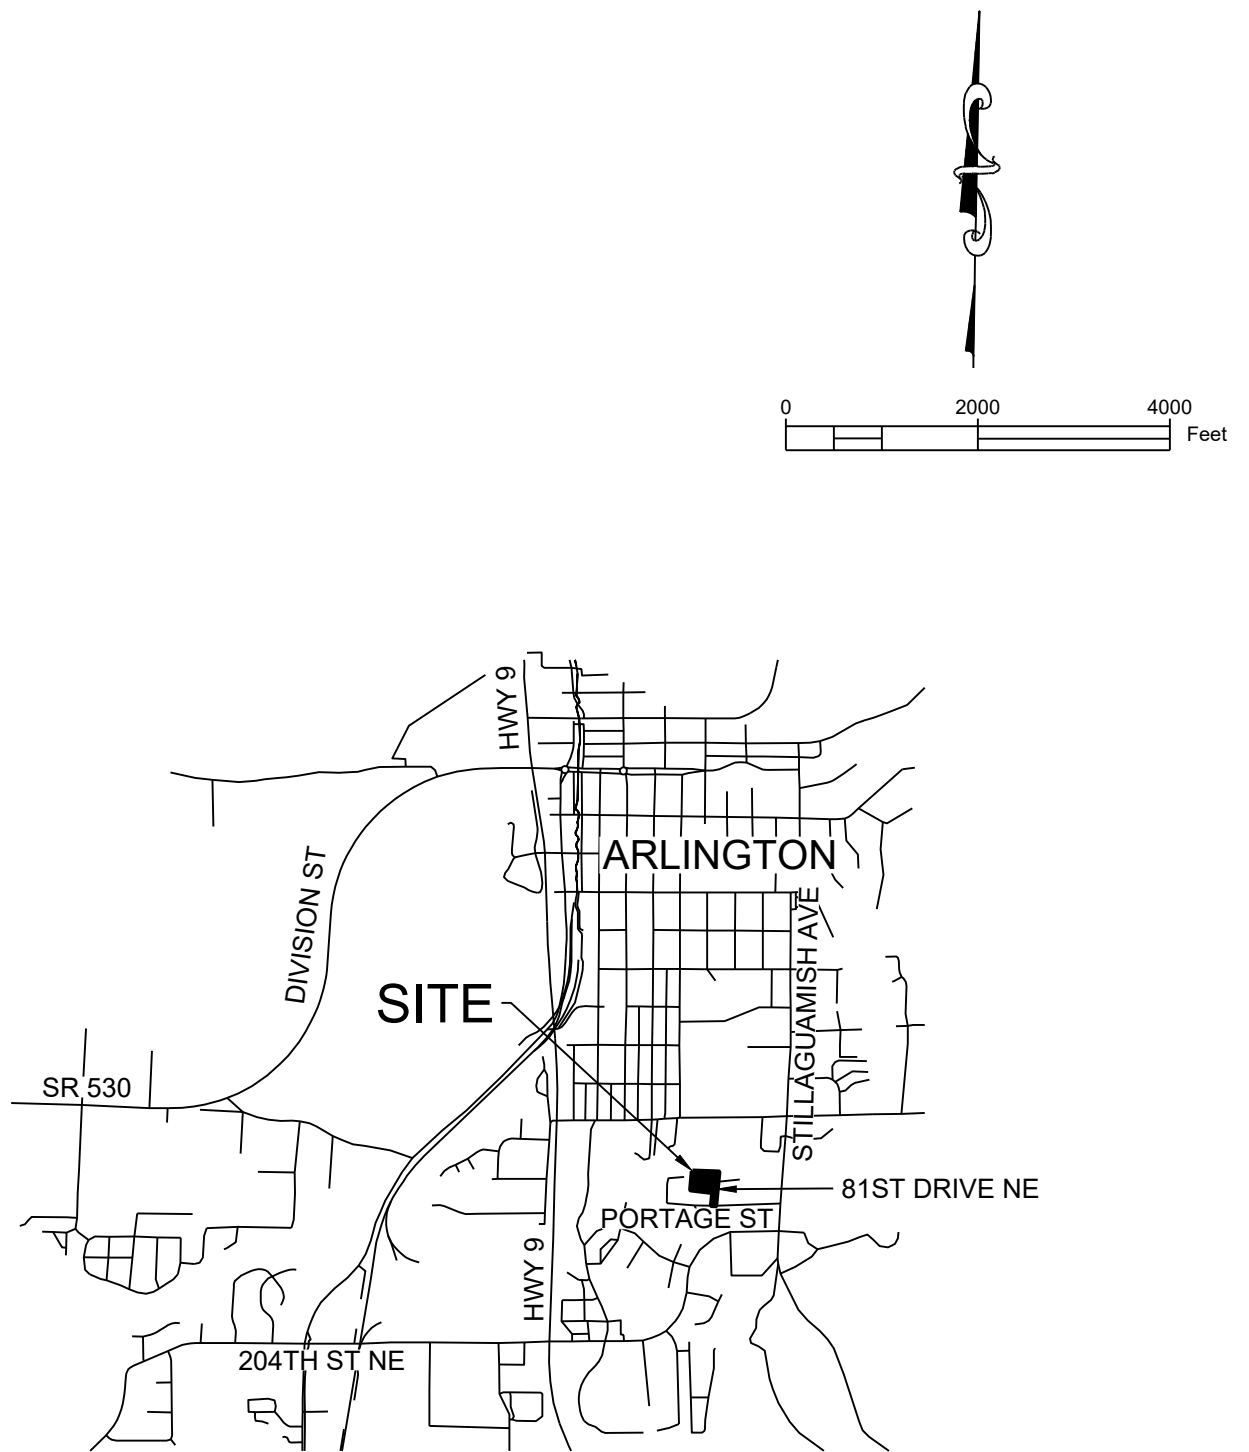 0 2000 4000
Feet
HWY 9
ARLINGTON
DIVISION ST
STILLAGUAMISH AVE
SITE
SR 530
81ST DRIVE NE
PORTAGE ST
HWY 9
204TH ST NE